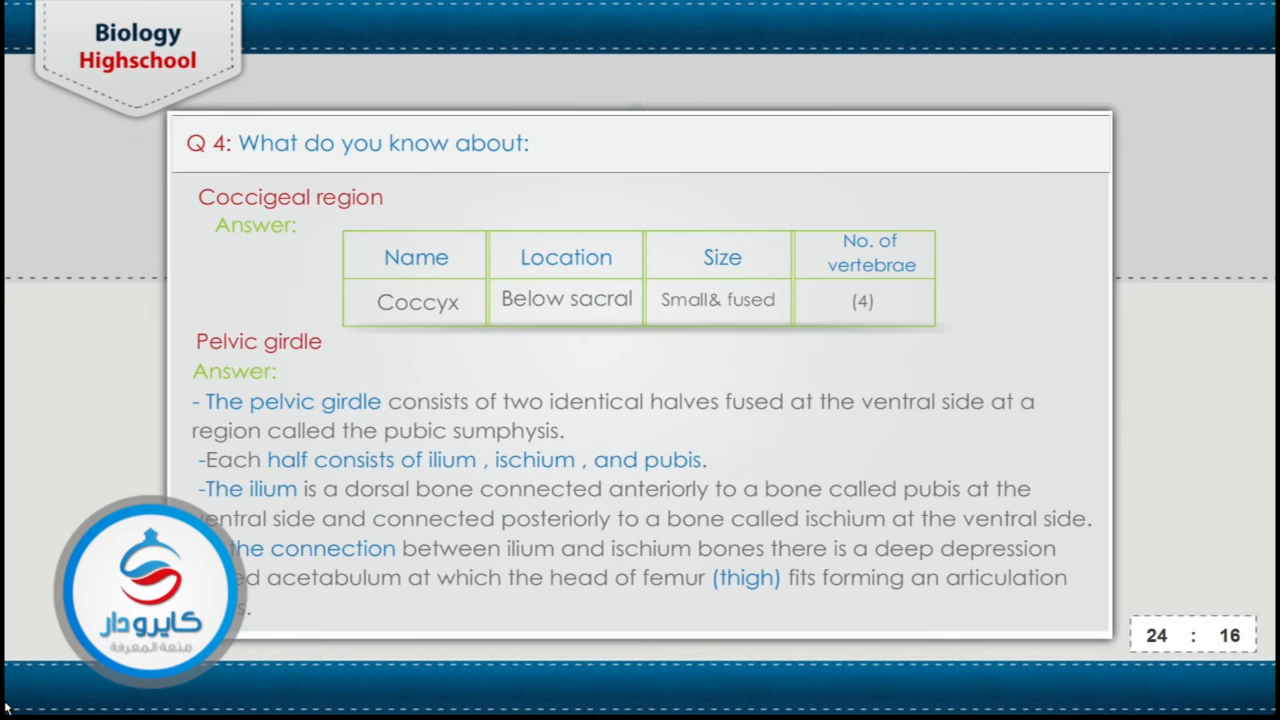 Biology
Highschool
Q 4: What do you know about:
Coccigeal region
Answer:
Name Location Size No. of vertebrae
Coccyx Below sacral Small& fused (4)
Pelvic girdle
Answer:
- The pelvic girdle consists of two identical halves fused at the ventral side at a
region called the pubic sumphysis.
-Each half consists of ilium , ischium , and pubis.
-The ilium is a dorsal bone connected anteriorly to a bone called pubis at the
ventral side and connected posteriorly to a bone called ischium at the ventral side.
the connection between ilium and ischium bones there is a deep depression
acetabulum at which the head of femur (thigh) fits forming an articulation
كايرودار
متعة المعرفة
24 : 16